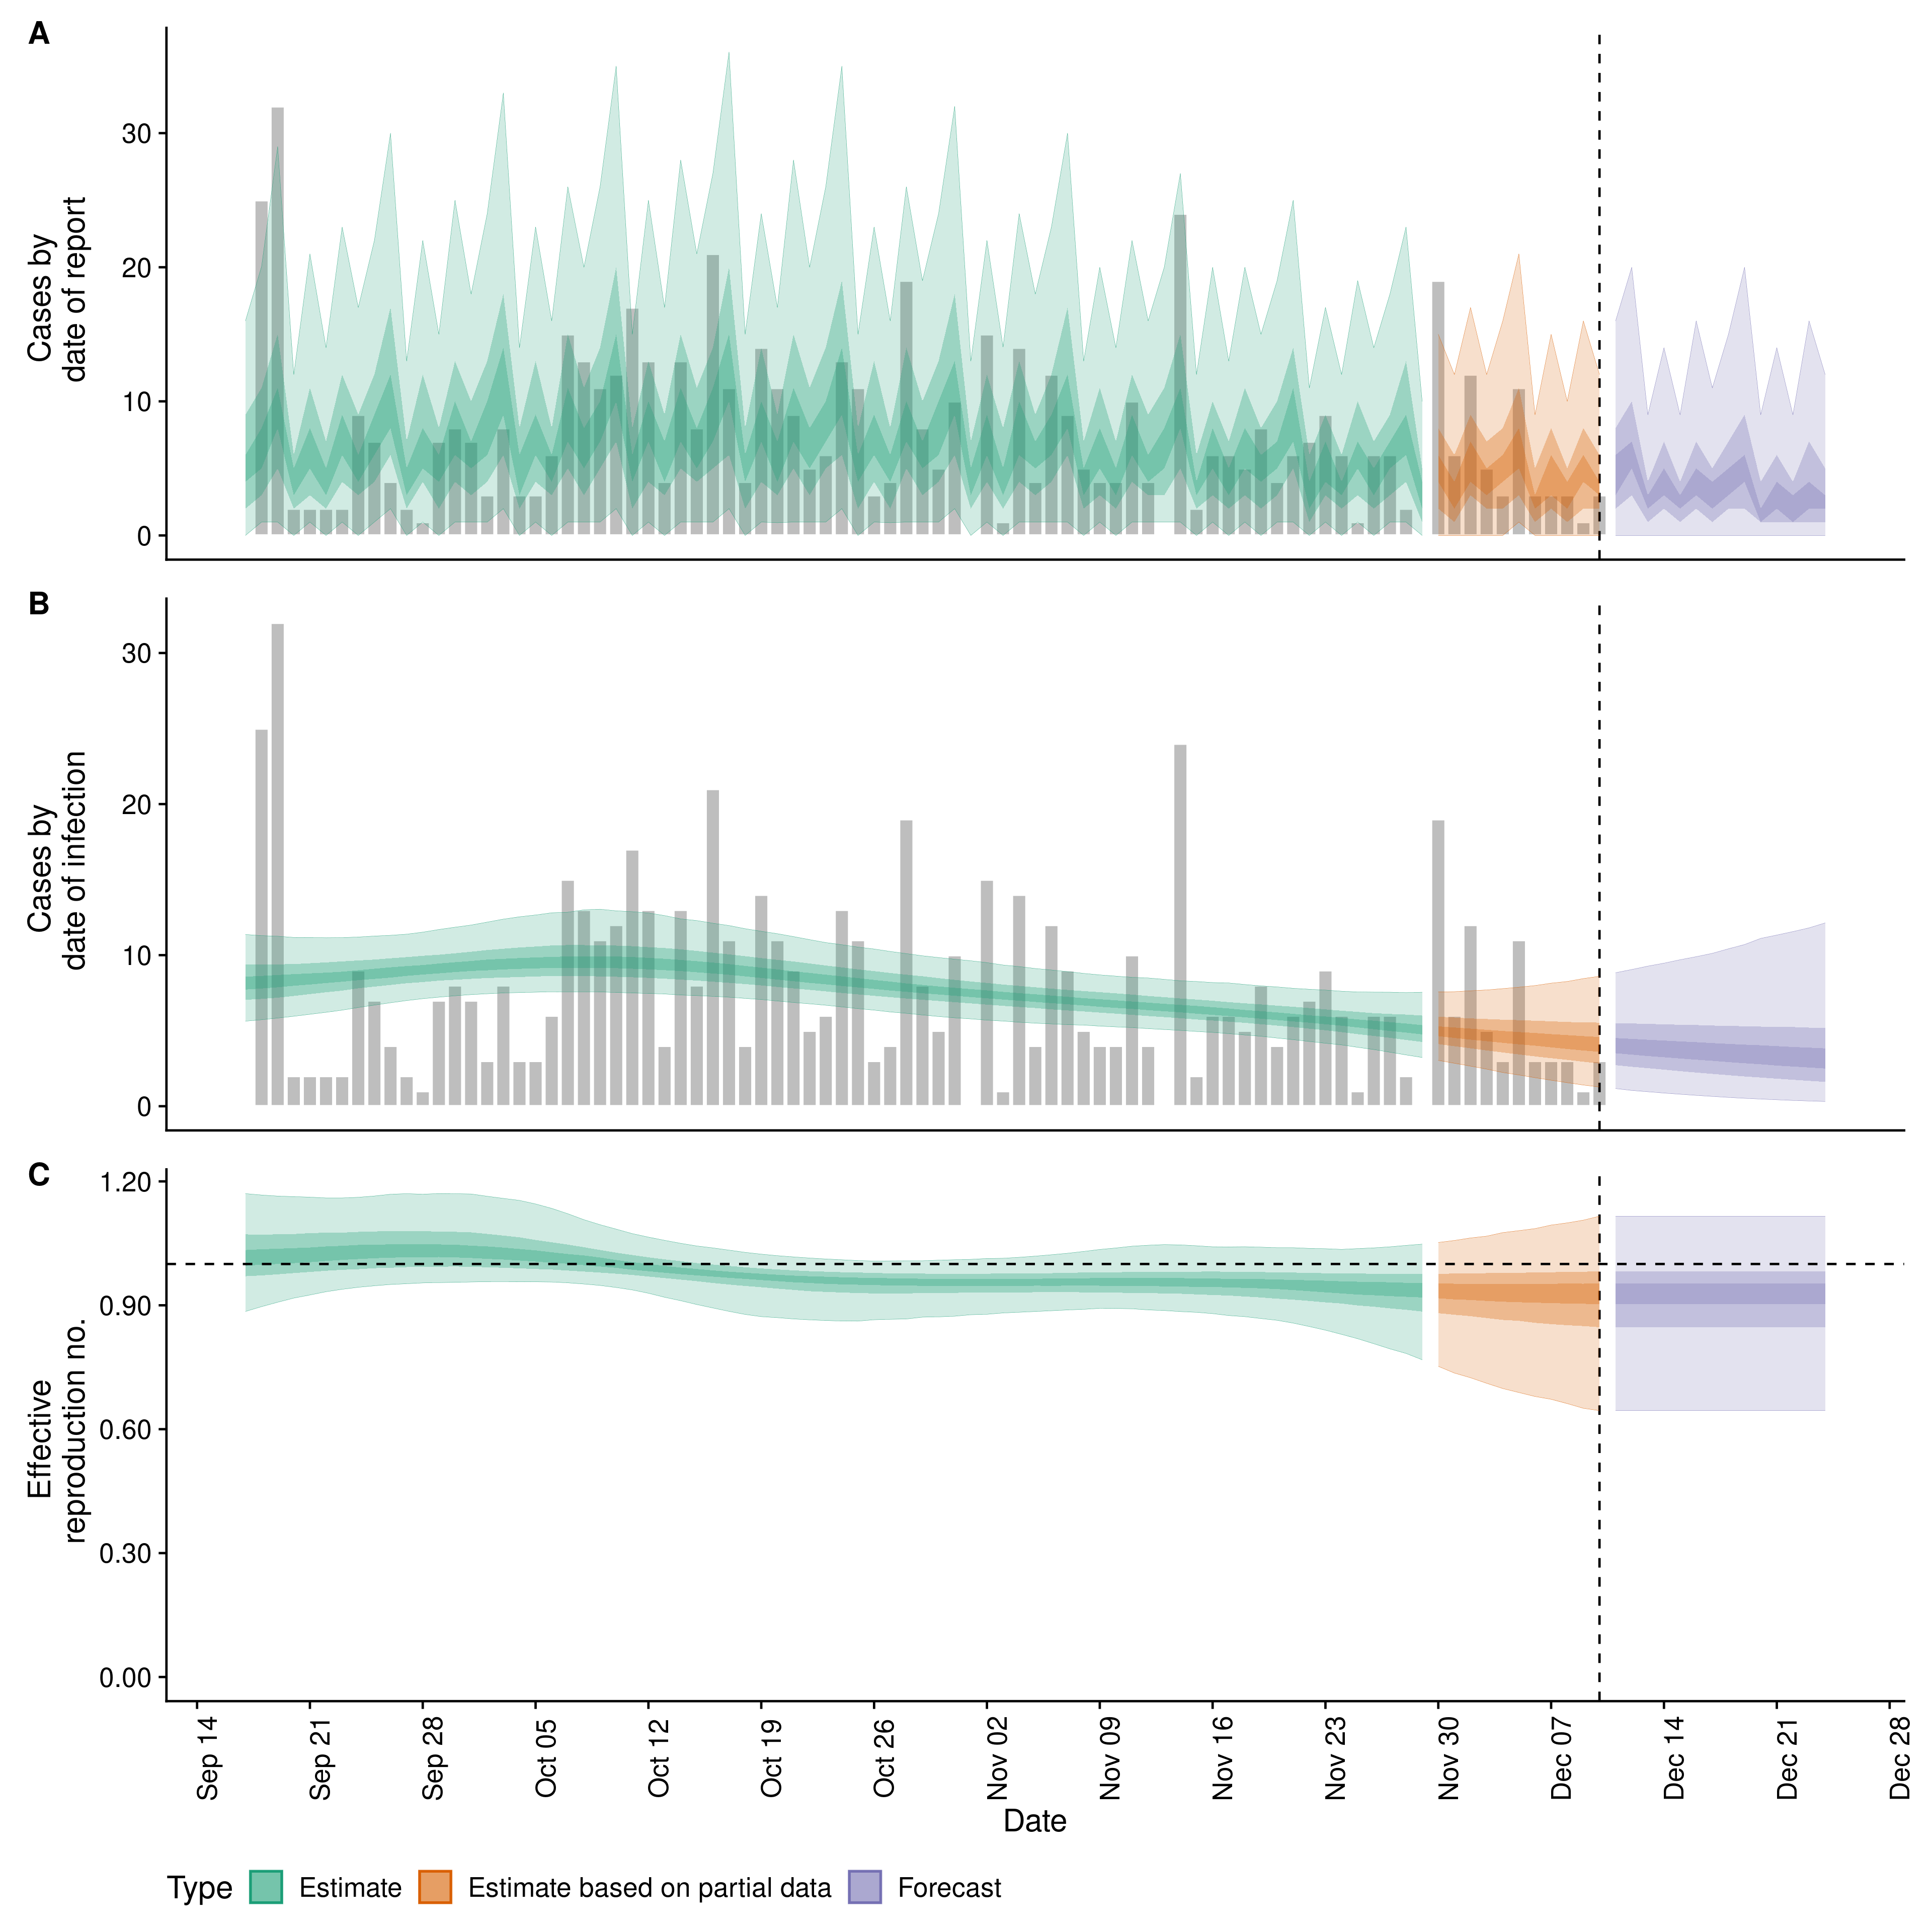 A
Cases by
date of report
30
20
10
0
B
Cases by
date of infection
30
20
10
0
C
Effective
reproduction no.
1.20
0.90
0.60
0.30
0.00
Sep 14
Sep 21
Sep 28
Oct 05
Oct 12
Oct 19
Oct 26
Nov 02
Nov 09
Nov 16
Nov 23
Nov 30
Dec 07
Dec 14
Dec 21
Dec 28
Date
Type Estimate Estimate based on partial data Forecast